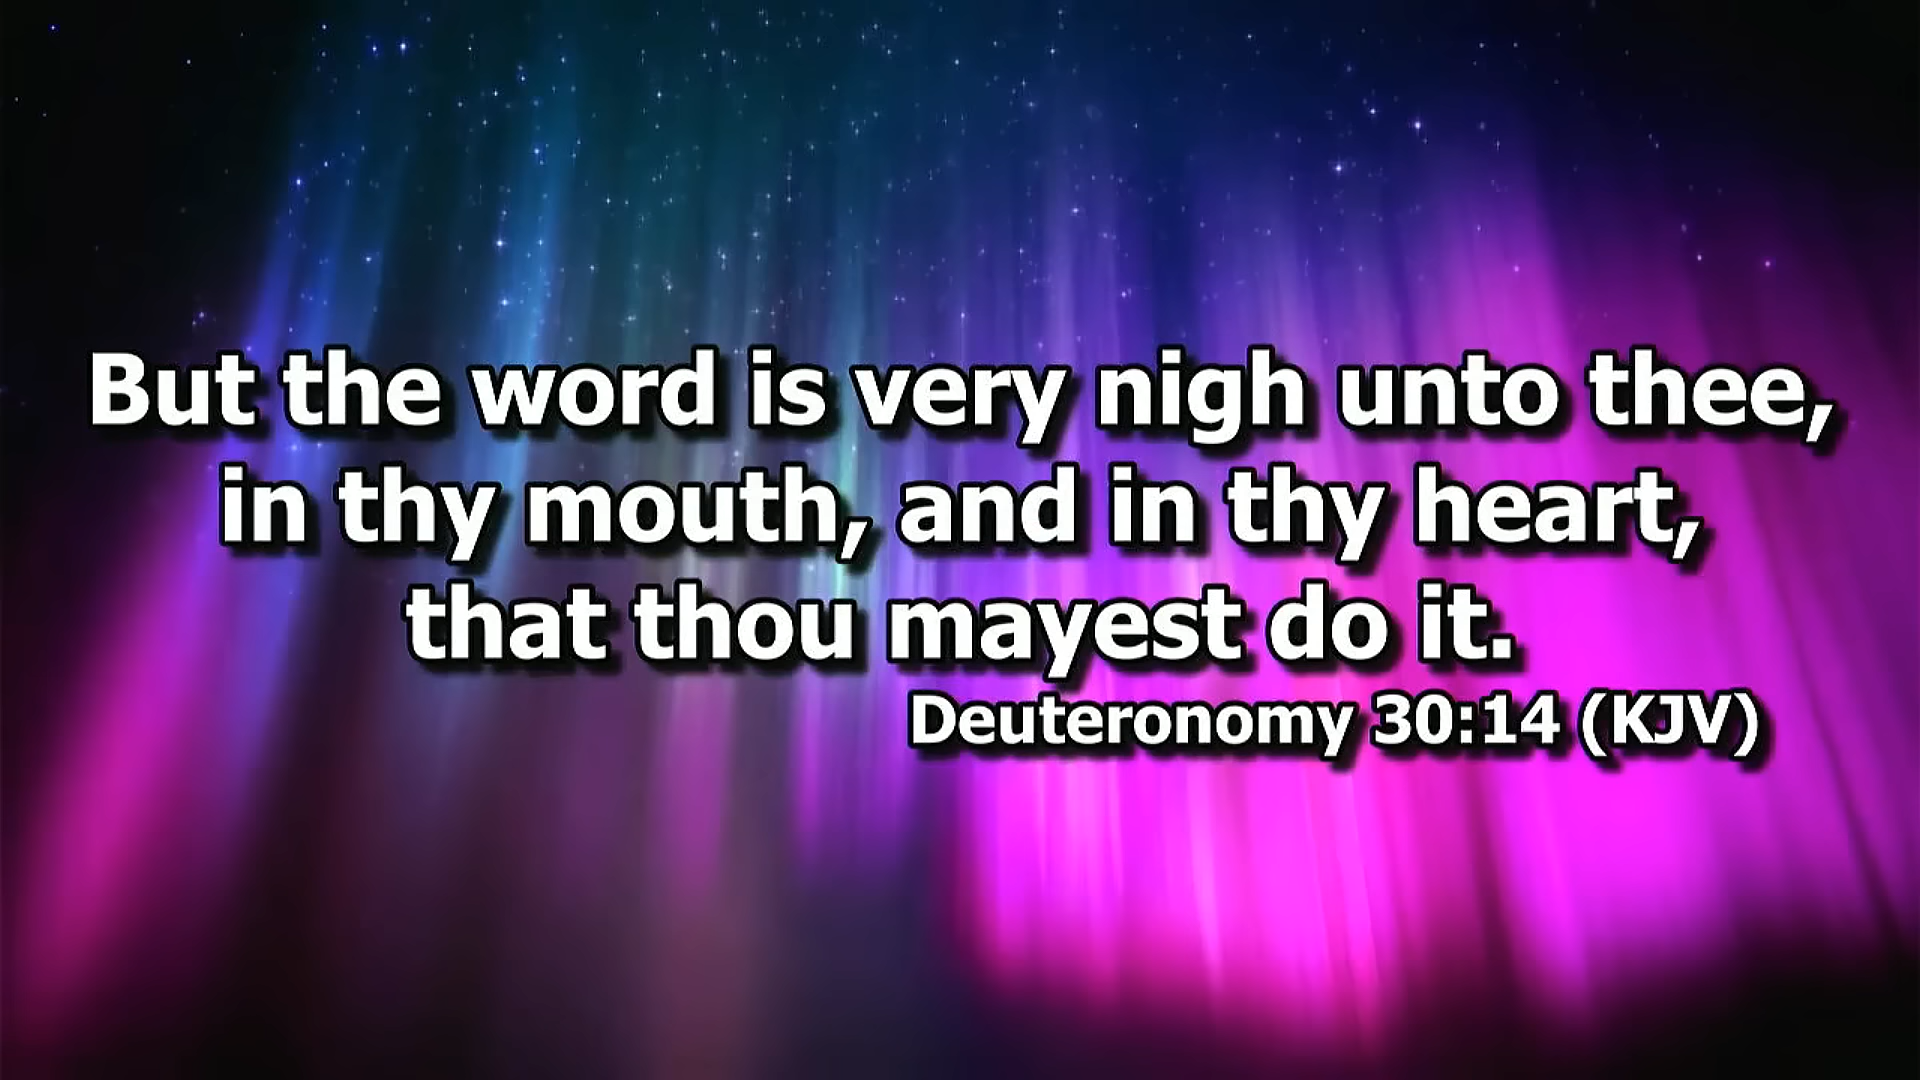 But the word is very nigh unto thee,
in thy mouth, and in thy heart,
that thou mayest do it.
Deuteronomy 30:14 (KJV)